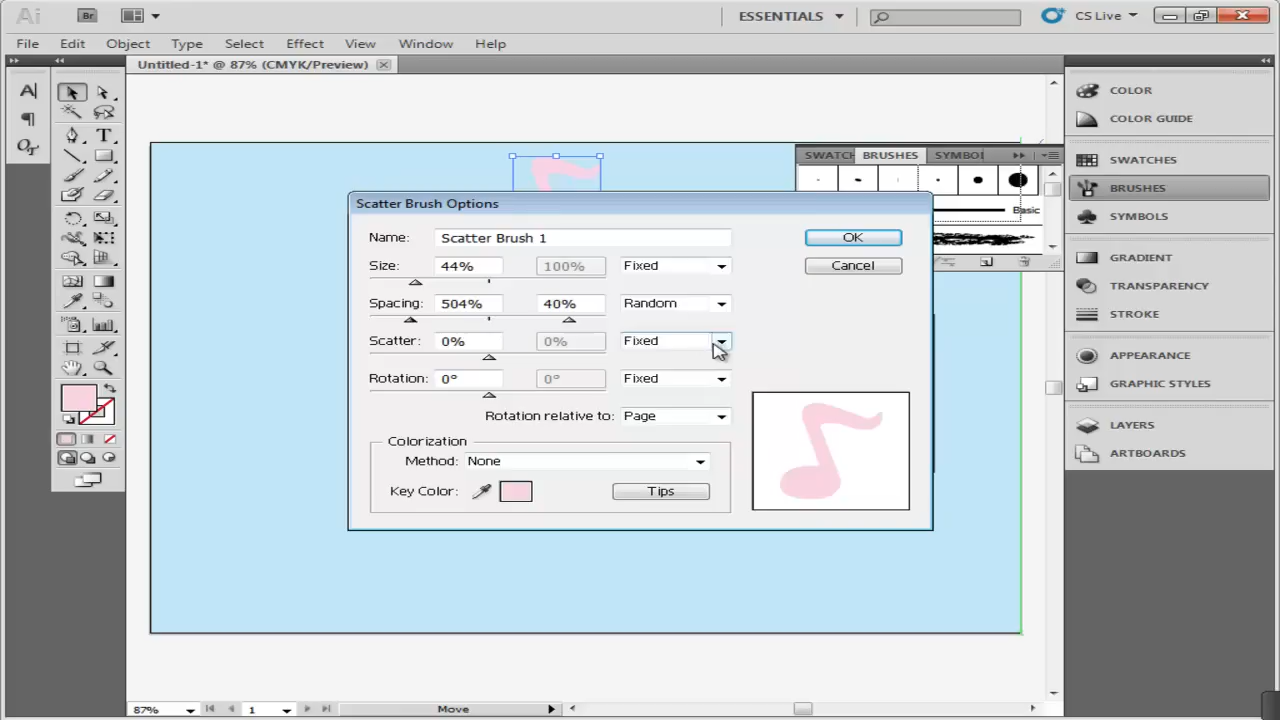 Ai Br ESSENTIALS CS Live
File Edit Object Type Select Effect View Window Help
Untitled-1* @ 87% (CMYK/Preview)
COLOR
COLOR GUIDE
SWATCHES
BRUSHES
SYMBOLS
GRADIENT
TRANSPARENCY
STROKE
APPEARANCE
GRAPHIC STYLES
LAYERS
ARTBOARDS
SWATCH BRUSHES SYMBOL
Basic
Scatter Brush Options
Name: Scatter Brush 1 OK
Size: 44% 100% Fixed Cancel
Spacing: 504% 40% Random
Scatter: 0% 0% Fixed
Rotation: 0° 0° Fixed
Rotation relative to: Page
Colorization
Method: None
Key Color: Tips
87% 1 Move